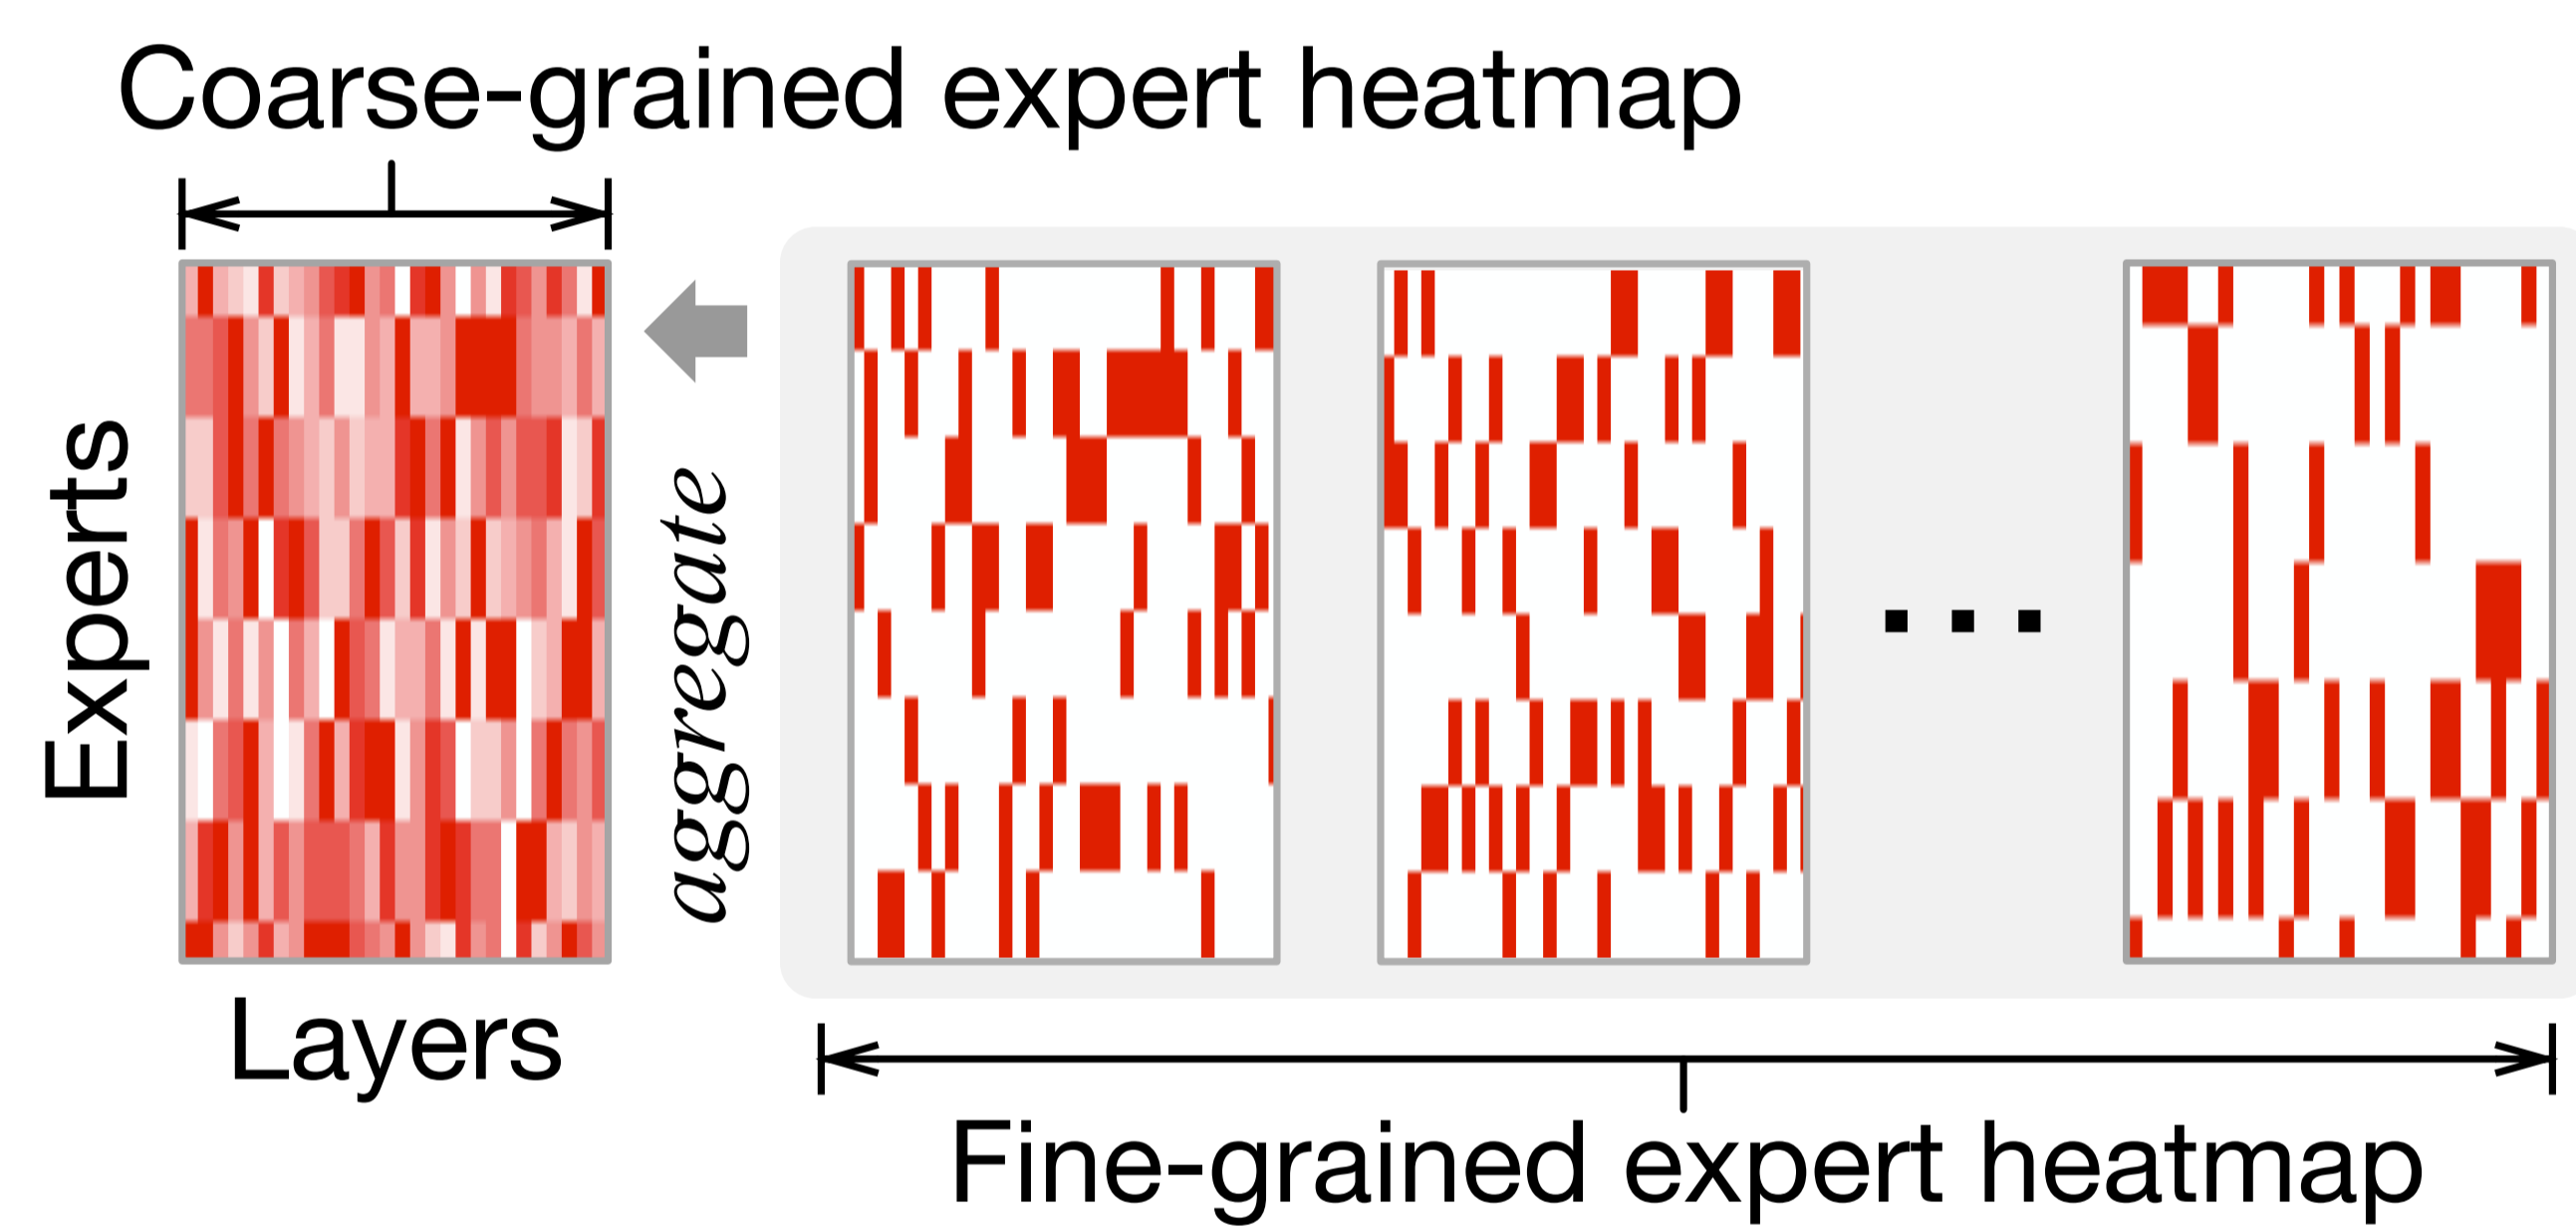 Coarse-grained expert heatmap
Experts
aggregate
...
Layers
Fine-grained expert heatmap